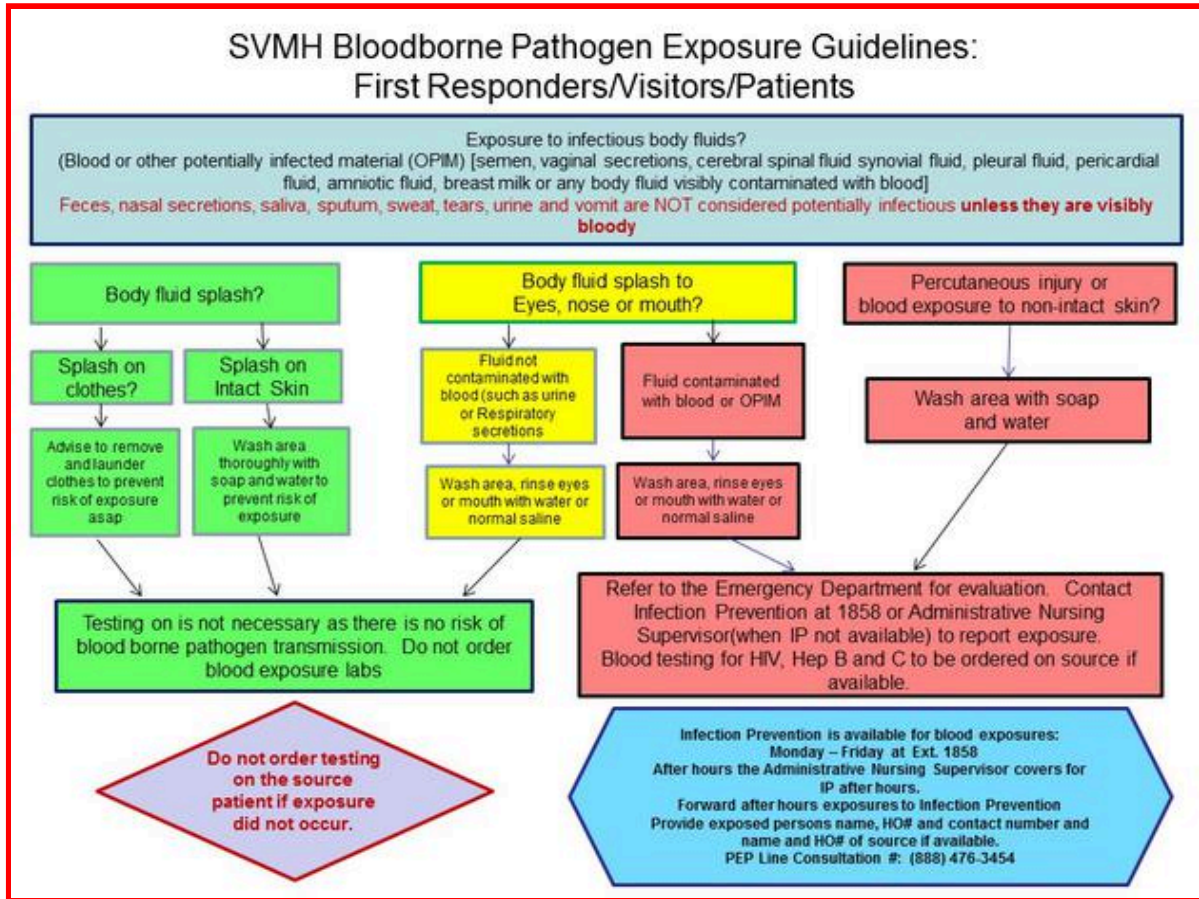 SVMH Bloodborne Pathogen Exposure Guidelines:
First Responders/Visitors/Patients
Exposure to infectious body fluids?
(Blood or other potentially infected material (OPIM) [semen, vaginal secretions, cerebral spinal fluid synovial fluid, pleural fluid, pericardial
fluid, amniotic fluid, breast milk or any body fluid visibly contaminated with blood]
Feces, nasal secretions, saliva, sputum, sweat, tears, urine and vomit are NOT considered potentially infectious unless they are visibly
bloody
Body fluid splash?
Splash on
clothes?
Advise to remove
and launder
clothes to prevent
risk of exposure
asap
Splash on
Intact Skin
Wash area
thoroughly with
soap and water to
prevent risk of
exposure
Body fluid splash to
Eyes, nose or mouth?
Fluid not
contaminated with
blood (such as urine
or Respiratory
secretions
Wash area, rinse eyes
or mouth with water or
normal saline
Fluid contaminated
with blood or OPIM
Wash area, rinse eyes
or mouth with water or
normal saline
Percutaneous injury or
blood exposure to non-intact skin?
Wash area with soap
and water
Testing on is not necessary as there is no risk of
blood borne pathogen transmission. Do not order
blood exposure labs
Refer to the Emergency Department for evaluation. Contact
Infection Prevention at 1858 or Administrative Nursing
Supervisor(when IP not available) to report exposure.
Blood testing for HIV, Hep B and C to be ordered on source if
available.
Do not order testing
on the source
patient if exposure
did not occur.
Infection Prevention is available for blood exposures:
Monday – Friday at Ext. 1858
After hours the Administrative Nursing Supervisor covers for
IP after hours.
Forward after hours exposures to Infection Prevention
Provide exposed persons name, HO# and contact number and
name and HO# of source if available.
PEP Line Consultation #: (888) 476-3454